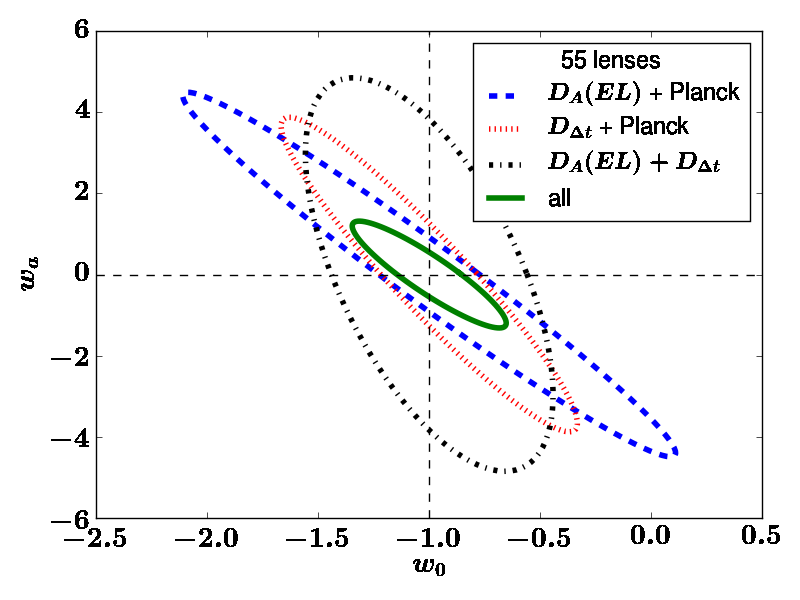 6
4
2
0
−2
−4
−6
w_a
55 lenses
D_A(EL) + Planck
D_Δt + Planck
D_A(EL) + D_Δt
all
−2.5 −2.0 −1.5 −1.0 −0.5 0.0 0.5
w_0